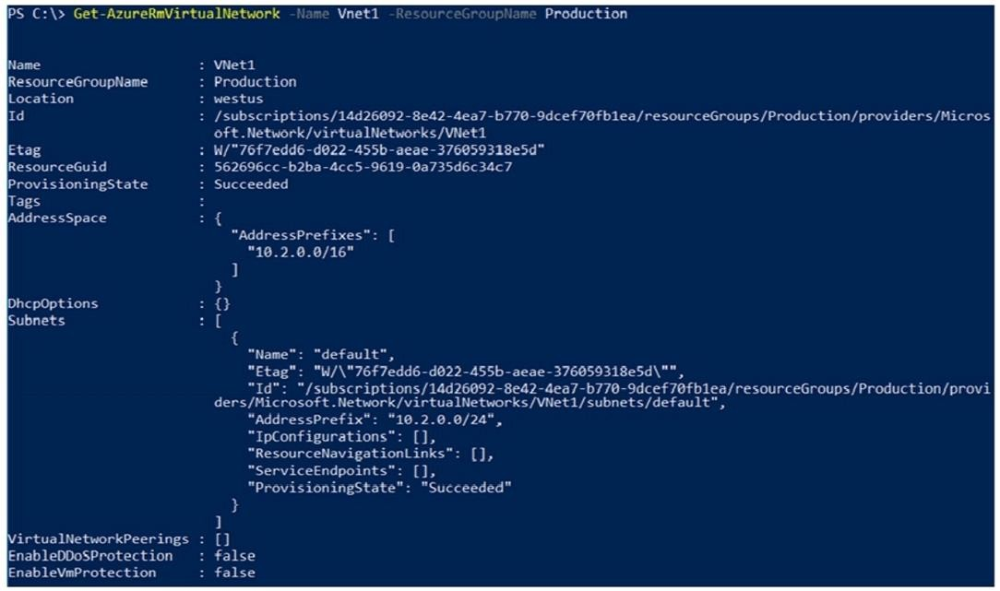 PS C:\> Get-AzureRmVirtualNetwork -Name Vnet1 -ResourceGroupName Production
Name : VNet1
ResourceGroupName : Production
Location : westus
Id : /subscriptions/14d26092-8e42-4ea7-b770-9dcef70fb1ea/resourceGroups/Production/providers/Micros
oft.Network/virtualNetworks/VNet1
Etag : W/"76f7edd6-d022-455b-aeae-376059318e5d"
ResourceGuid : 562696cc-b2ba-4cc5-9619-0a735d6c34c7
ProvisioningState : Succeeded
Tags :
AddressSpace : {
"AddressPrefixes": [
"10.2.0.0/16"
]
}
DhcpOptions : {}
Subnets : [
{
"Name": "default",
"Etag": "W/\"76f7edd6-d022-455b-aeae-376059318e5d\"",
"Id": "/subscriptions/14d26092-8e42-4ea7-b770-9dcef70fb1ea/resourceGroups/Production/provi
ders/Microsoft.Network/virtualNetworks/VNet1/subnets/default",
"AddressPrefix": "10.2.0.0/24",
"IpConfigurations": [],
"ResourceNavigationLinks": [],
"ServiceEndpoints": [],
"ProvisioningState": "Succeeded"
}
]
VirtualNetworkPeerings : []
EnableDDoSProtection : false
EnableVmProtection : false